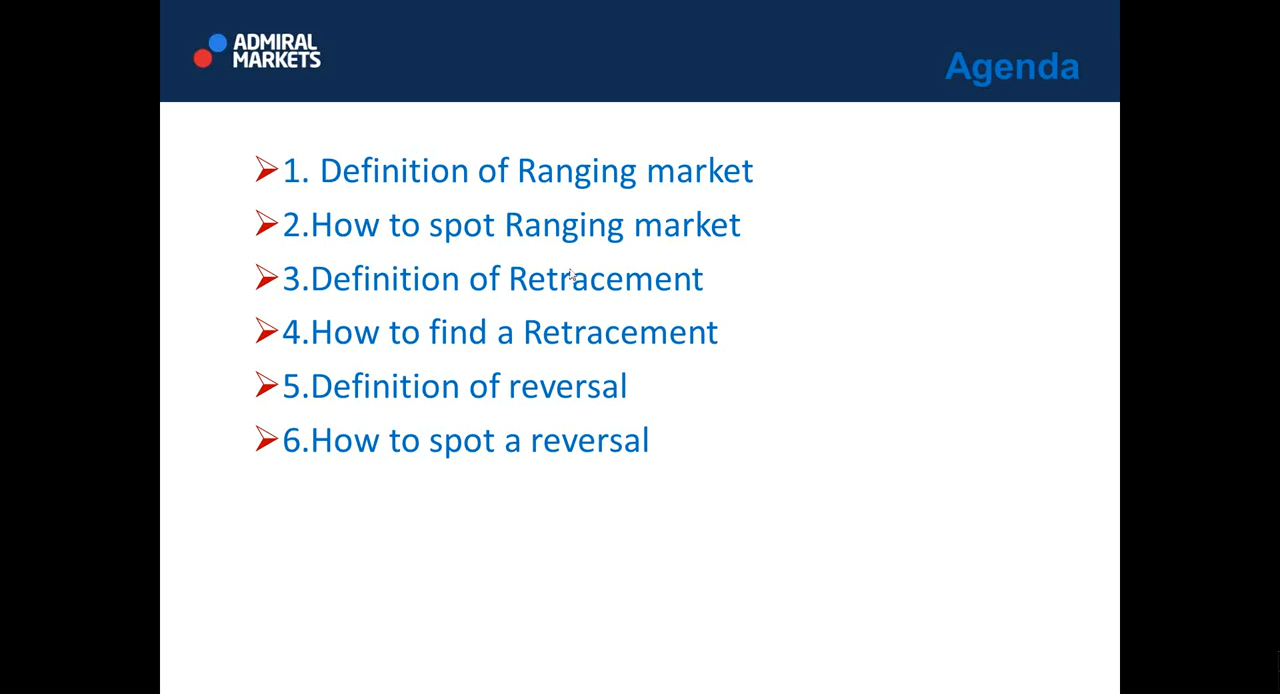 ADMIRAL
MARKETS
Agenda
1. Definition of Ranging market
2.How to spot Ranging market
3.Definition of Retracement
4.How to find a Retracement
5.Definition of reversal
6.How to spot a reversal